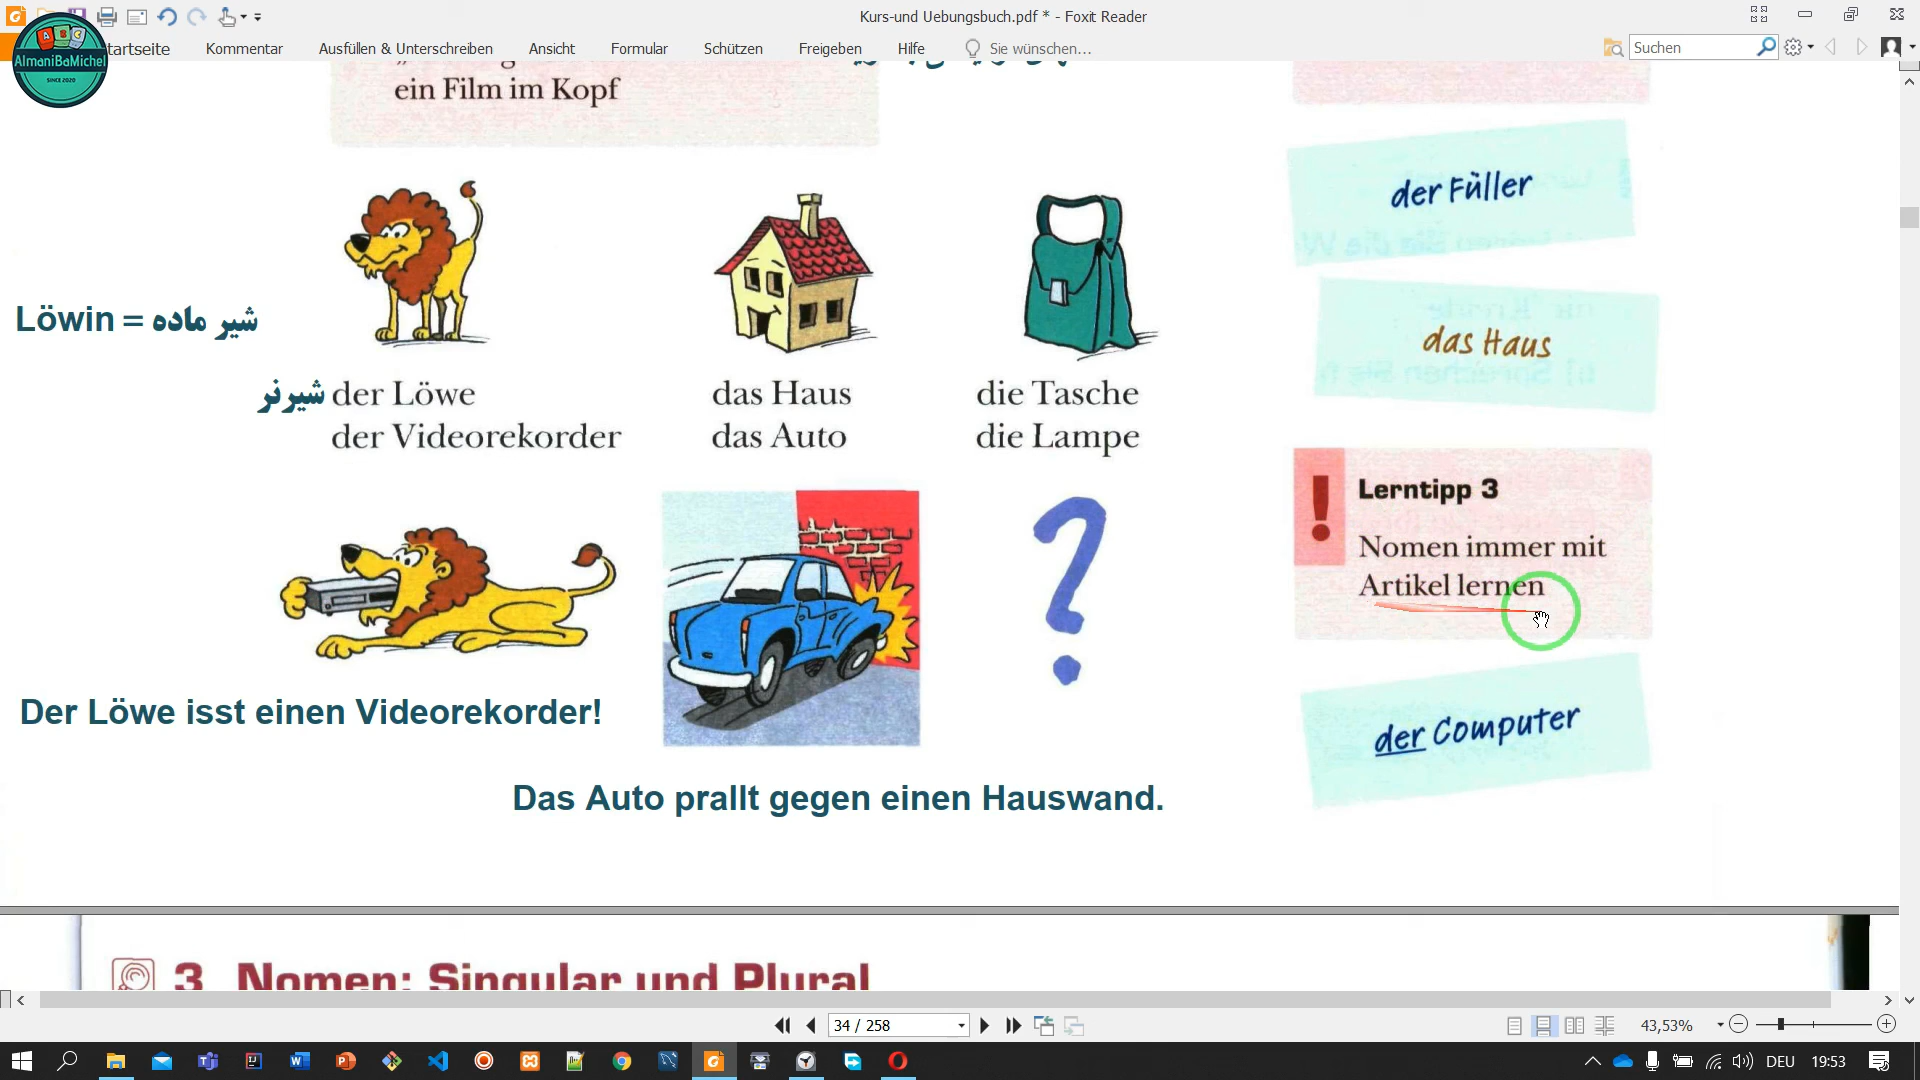 Kurs-und Uebungsbuch.pdf * - Foxit Reader
ABC
AlmaniBaMichel
SINCE 2020
Kommentar Ausfüllen & Unterschreiben Ansicht Formular Schützen Freigeben Hilfe Sie wünschen... Suchen
ein Film im Kopf
der Füller
das Haus
Löwin = شیر ماده
شیرنر der Löwe
der Videorekorder
das Haus
das Auto
die Tasche
die Lampe
Lerntipp 3
Nomen immer mit
Artikel lernen
der Computer
Der Löwe isst einen Videorekorder!
Das Auto prallt gegen einen Hauswand.
3 Nomen: Singular und Plural
34 / 258
43,53%
DEU 19:53